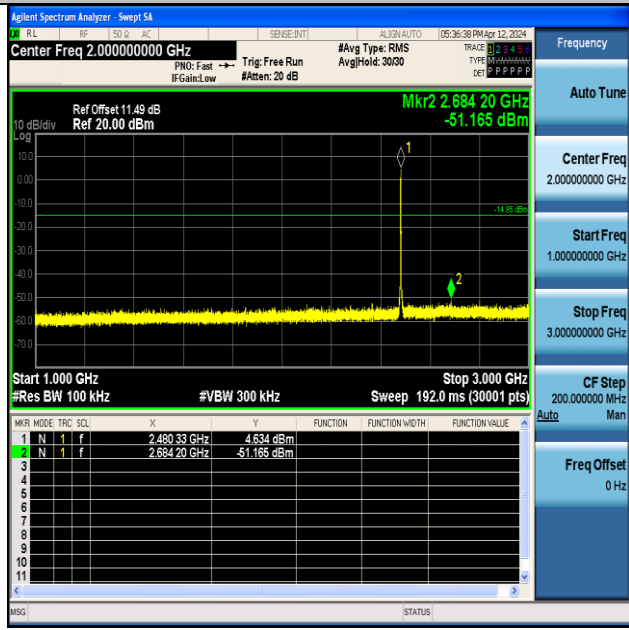 Agilent Spectrum Analyzer - Swept SA
RL RF 50 Ω AC SENSE:INT ALIGN AUTO 05:36:38 PM Apr 12, 2024
Center Freq 2.000000000 GHz
PNO: Fast
IFGain:Low
Trig: Free Run
#Atten: 20 dB
#Avg Type: RMS
Avg|Hold: 30/30
TRACE 1 2 3 4 5 6
TYPE
DET P P P P P P
Frequency
Auto Tune
Center Freq
2.000000000 GHz
Start Freq
1.000000000 GHz
Stop Freq
3.000000000 GHz
CF Step
200.000000 MHz
Auto Man
Freq Offset
0 Hz
Mkr2 2.684 20 GHz
-51.165 dBm
Ref Offset 11.49 dB
Ref 20.00 dBm
10 dB/div
Log
10.0
0.00
-10.0
-20.0
-30.0
-40.0
-50.0
-60.0
-70.0
1
-14.95 dBm
2
Start 1.000 GHz Stop 3.000 GHz
#Res BW 100 kHz #VBW 300 kHz Sweep 192.0 ms (30001 pts)
MKR MODE TRC SCL X Y FUNCTION FUNCTION WIDTH FUNCTION VALUE
1 N 1 f 2.480 33 GHz 4.634 dBm
2 N 1 f 2.684 20 GHz -51.165 dBm
3
4
5
6
7
8
9
10
11
MSG STATUS